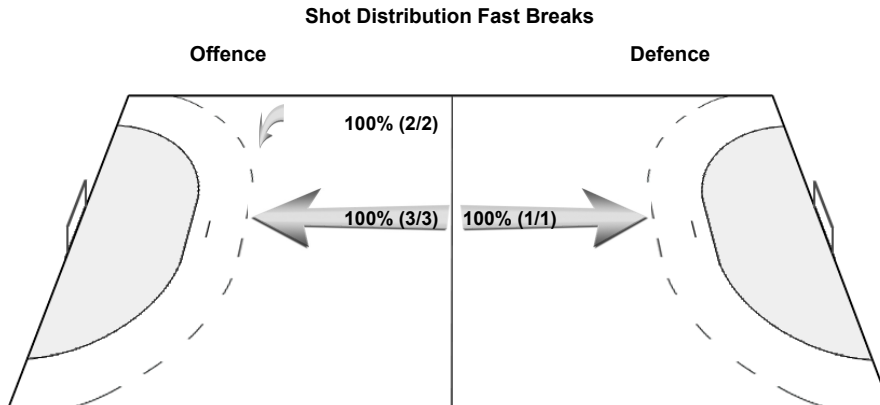 Shot Distribution Fast Breaks
Offence
Defence
100% (2/2)
100% (3/3)
100% (1/1)